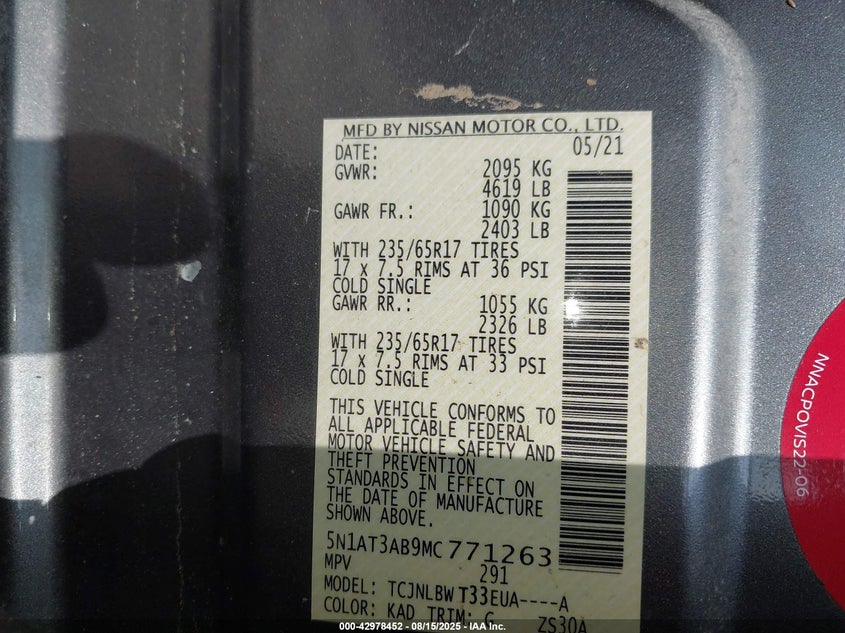 MFD BY NISSAN MOTOR CO., LTD.
DATE: 05/21
GVWR: 2095 KG
4619 LB
GAWR FR.: 1090 KG
2403 LB
WITH 235/65R17 TIRES
17 x 7.5 RIMS AT 36 PSI
COLD SINGLE
GAWR RR.: 1055 KG
2326 LB
WITH 235/65R17 TIRES
17 x 7.5 RIMS AT 33 PSI
COLD SINGLE
THIS VEHICLE CONFORMS TO
ALL APPLICABLE FEDERAL
MOTOR VEHICLE SAFETY AND
THEFT PREVENTION
STANDARDS IN EFFECT ON
THE DATE OF MANUFACTURE
SHOWN ABOVE.
5N1AT3AB9MC 771263
MPV 291
MODEL: TCJNLBW T33EUA----A
COLOR: KAD TRIM: G ZS30A
NNACPOVIS22-06
000-42978452 - 08/15/2025 - IAA Inc.